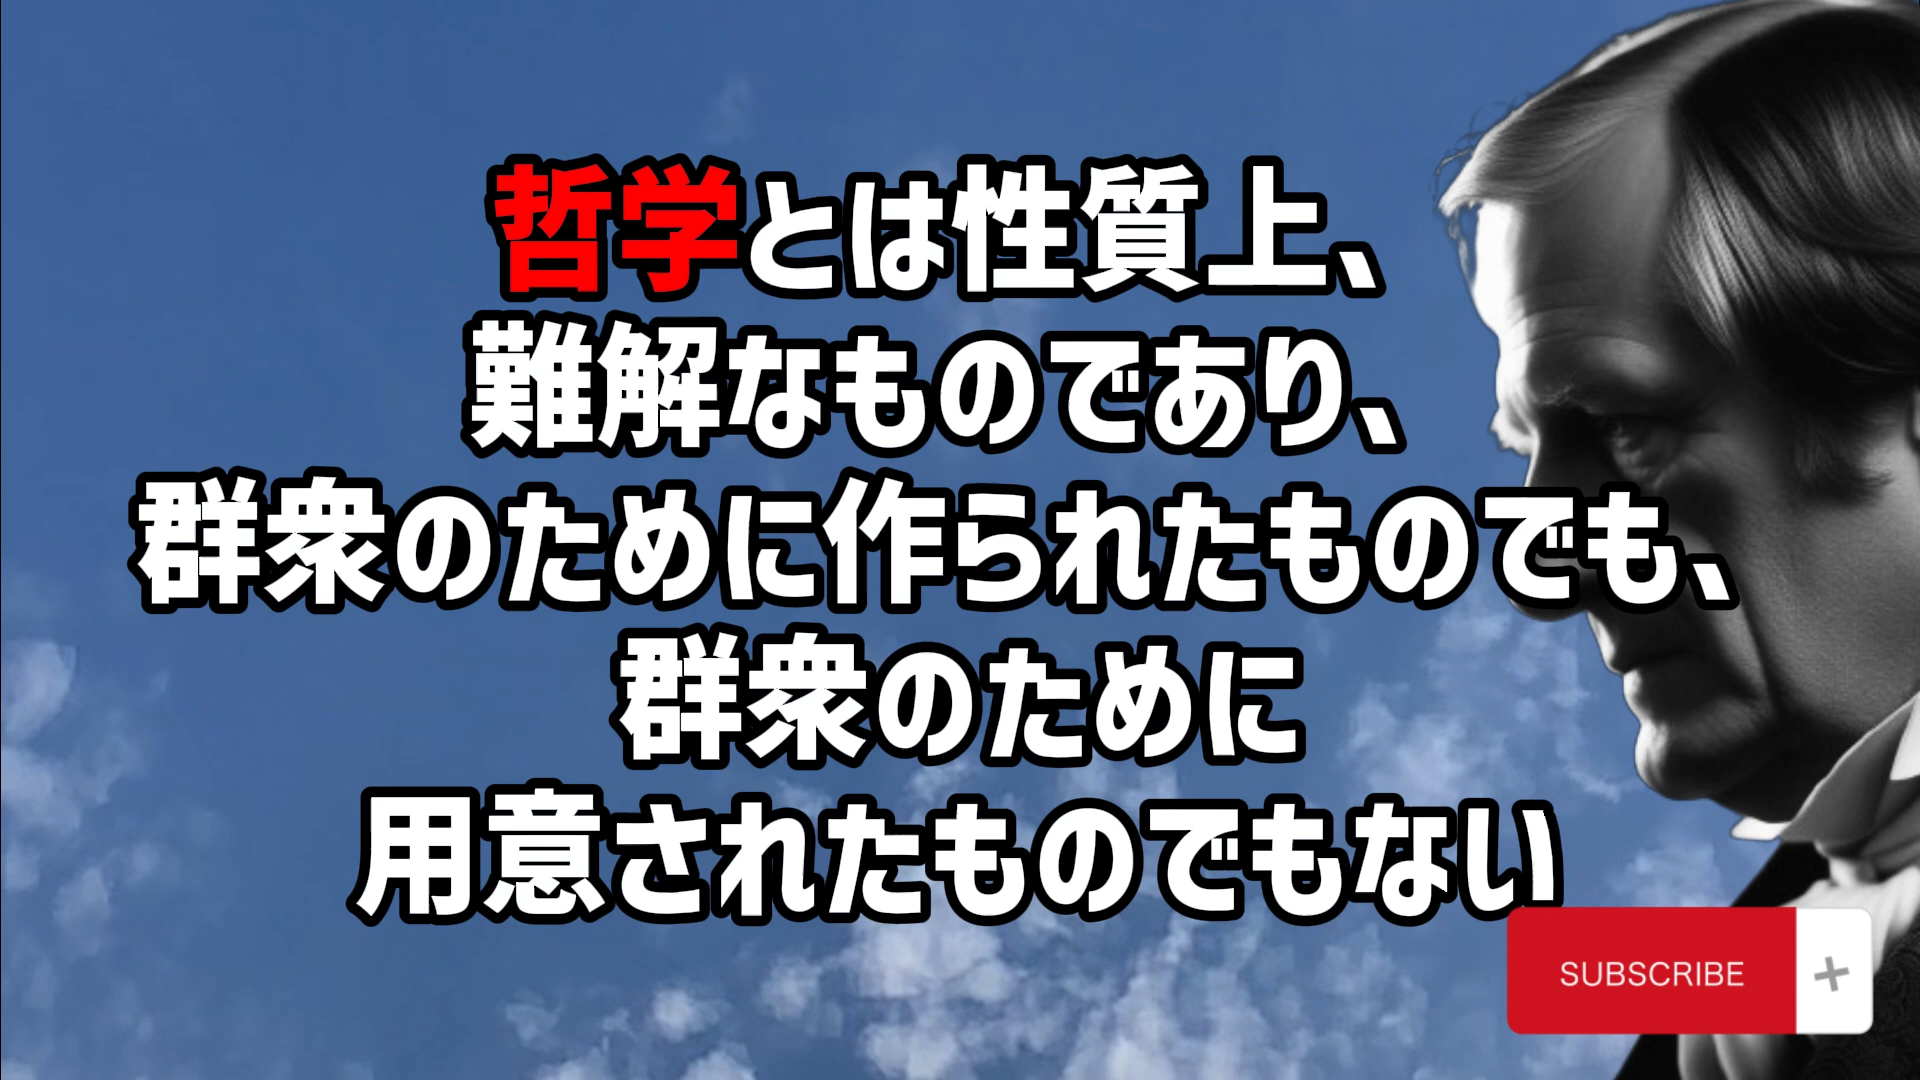 哲学とは性質上、
難解なものであり、
群衆のために作られたものでも、
群衆のために
用意されたものでもない
SUBSCRIBE +